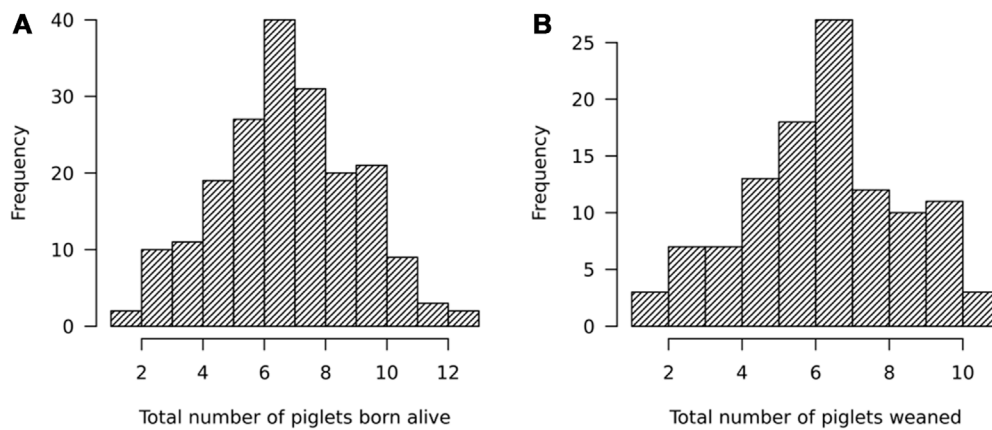 A
Frequency
40
30
20
10
0
2 4 6 8 10 12
Total number of piglets born alive
B
Frequency
25
20
15
10
5
0
2 4 6 8 10
Total number of piglets weaned